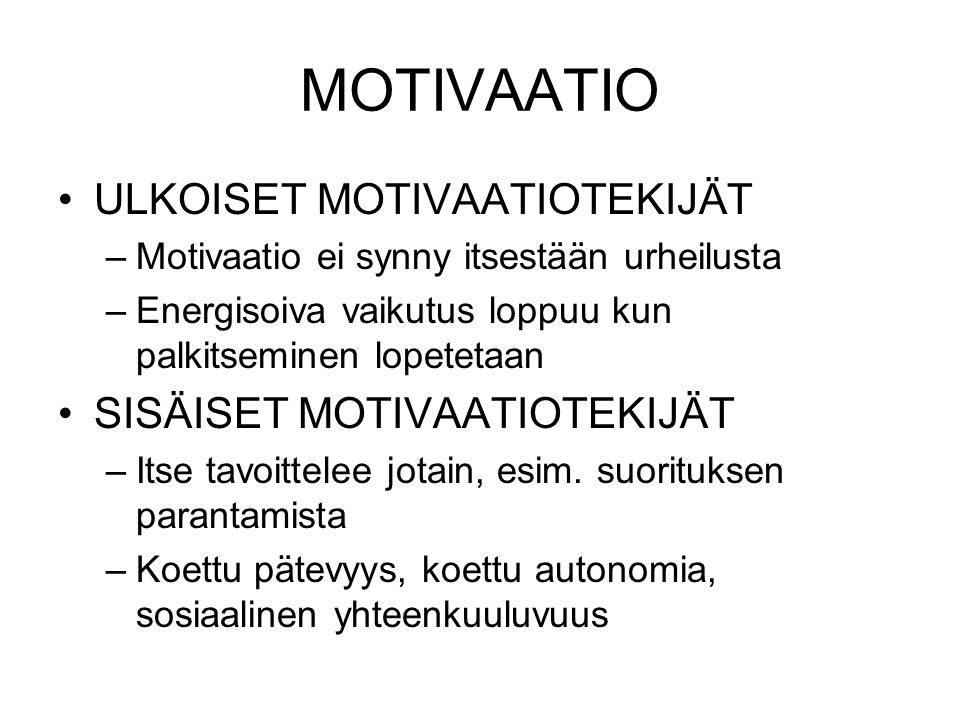 MOTIVAATIO
• ULKOISET MOTIVAATIOTEKIJÄT
–Motivaatio ei synny itsestään urheilusta
–Energisoiva vaikutus loppuu kun
palkitseminen lopetetaan
• SISÄISET MOTIVAATIOTEKIJÄT
–Itse tavoittelee jotain, esim. suorituksen
parantamista
–Koettu pätevyys, koettu autonomia,
sosiaalinen yhteenkuuluvuus